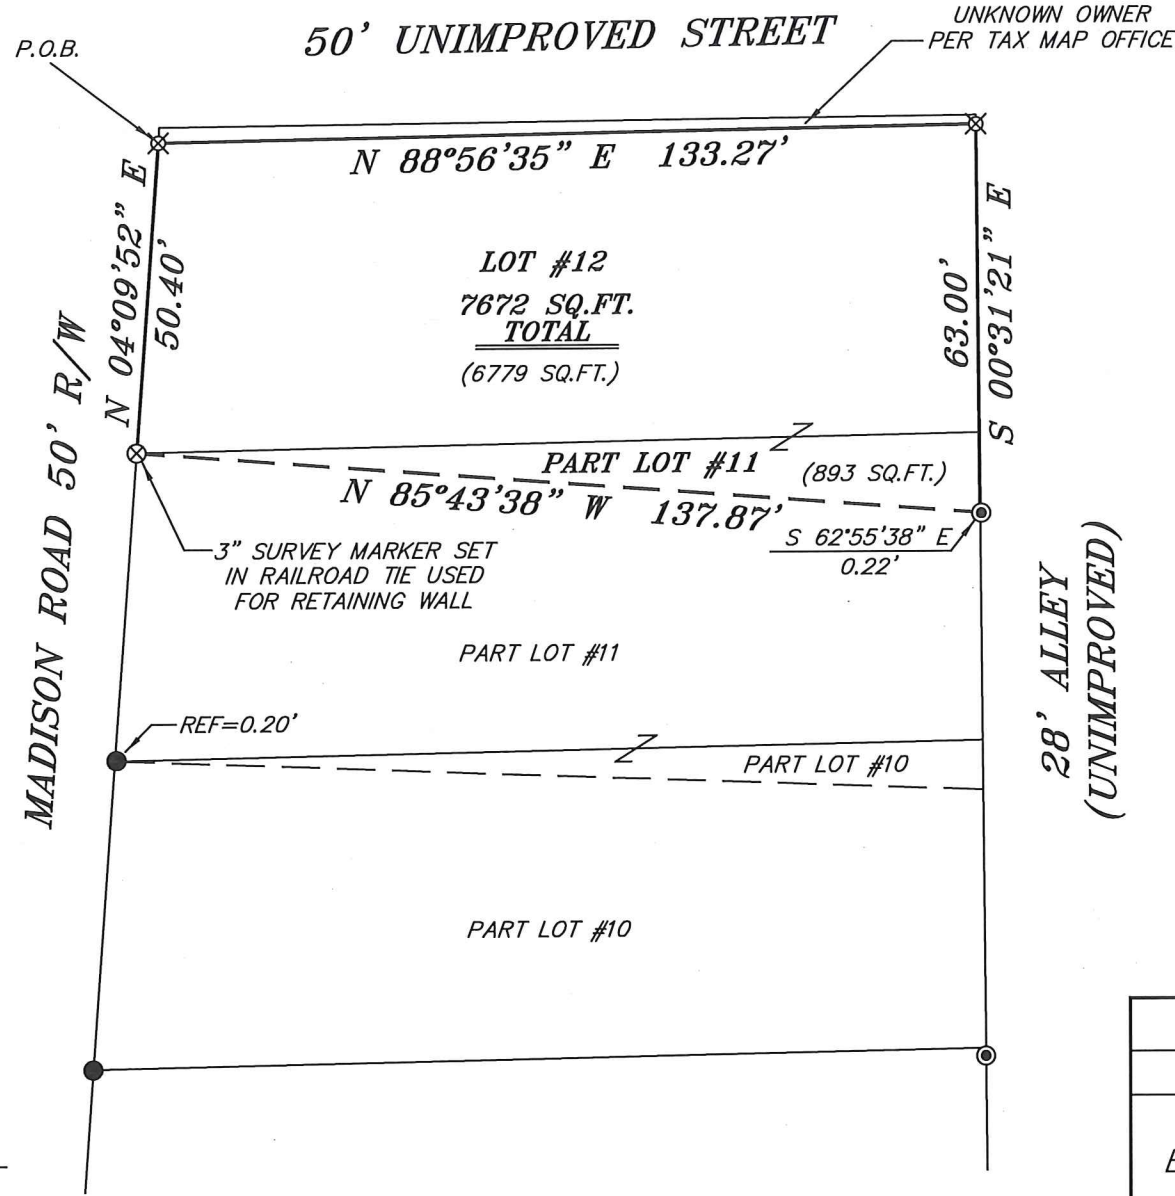 P.O.B.
50' UNIMPROVED STREET
UNKNOWN OWNER
PER TAX MAP OFFICE
N 88°56'35" E 133.27'
N 04°09'52" E
50.40'
LOT #12
7672 SQ.FT.
TOTAL
(6779 SQ.FT.)
63.00'
S 00°31'21" E
MADISON ROAD 50' R/W
PART LOT #11
(893 SQ.FT.)
N 85°43'38" W 137.87'
S 62°55'38" E
0.22'
3" SURVEY MARKER SET
IN RAILROAD TIE USED
FOR RETAINING WALL
28' ALLEY
(UNIMPROVED)
PART LOT #11
REF=0.20'
PART LOT #10
PART LOT #10